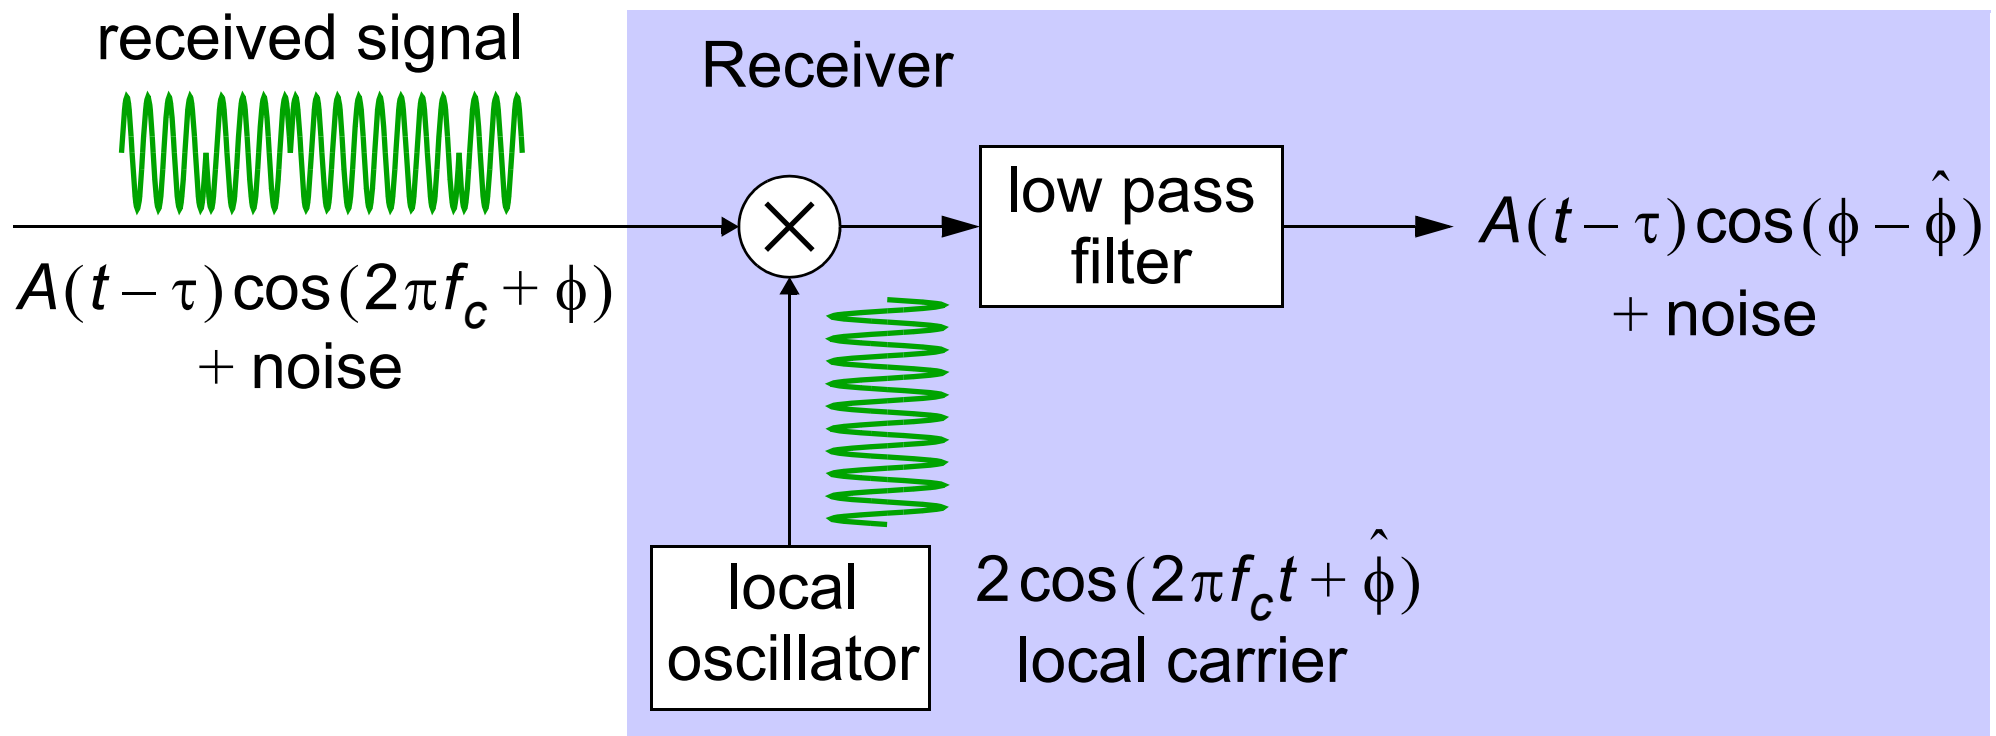 received signal
A(t − τ) cos(2πf_c + ϕ)
+ noise
Receiver
×
low pass
filter
A(t − τ) cos(ϕ − ϕ̂)
+ noise
local
oscillator
2 cos(2πf_c t + ϕ̂)
local carrier